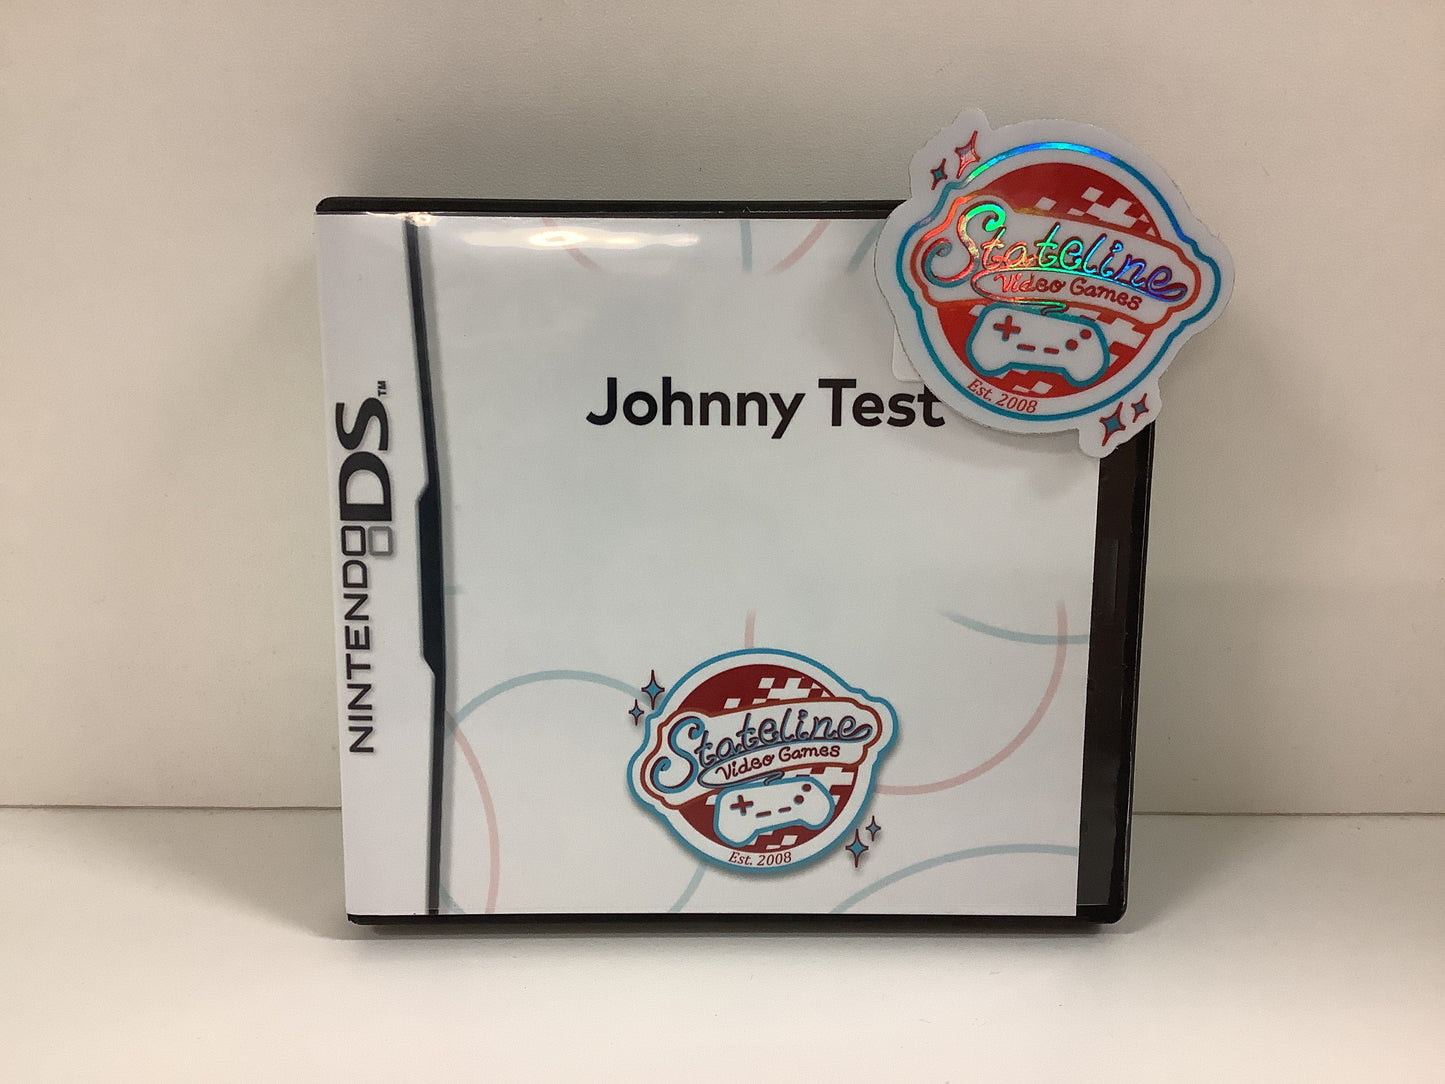 NINTENDO DS™
Johnny Test
Stateline
Video Games
Est. 2008
Stateline
Video Games
Est. 2008